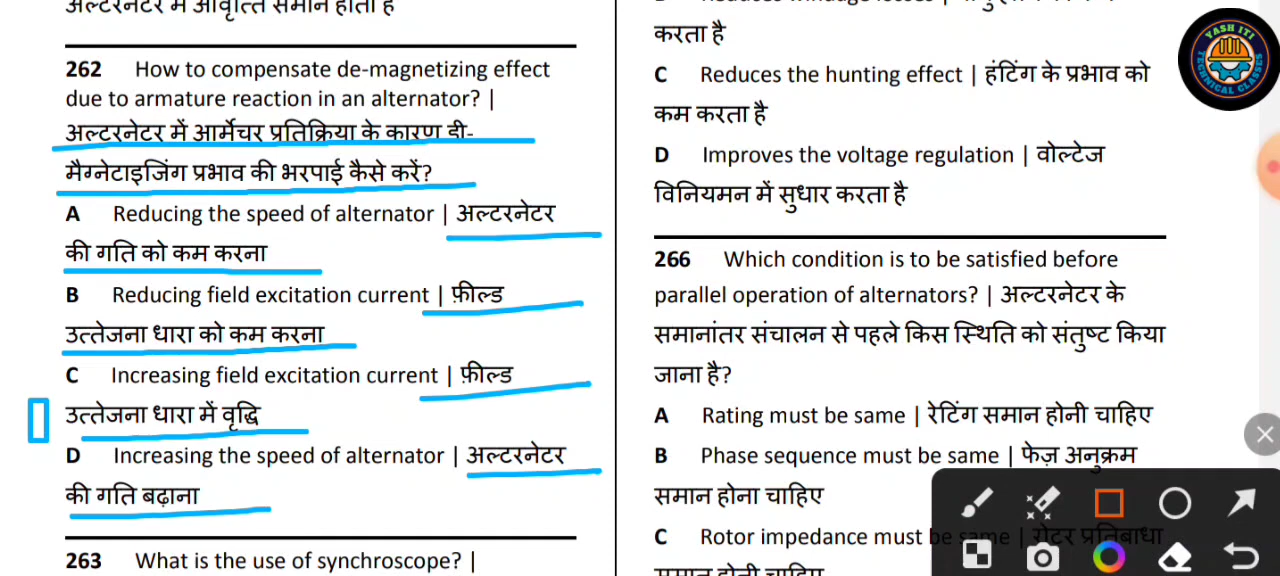 अल्टरनेटर में आवृत्ति समान होती है
262 How to compensate de-magnetizing effect
due to armature reaction in an alternator? |
अल्टरनेटर में आर्मेचर प्रतिक्रिया के कारण डी-
मैग्नेटाइजिंग प्रभाव की भरपाई कैसे करें?
A Reducing the speed of alternator | अल्टरनेटर
की गति को कम करना
B Reducing field excitation current | फ़ील्ड
उत्तेजना धारा को कम करना
C Increasing field excitation current | फ़ील्ड
उत्तेजना धारा में वृद्धि
D Increasing the speed of alternator | अल्टरनेटर
की गति बढ़ाना
263 What is the use of synchroscope? |
करता है
C Reduces the hunting effect | हंटिंग के प्रभाव को
कम करता है
D Improves the voltage regulation | वोल्टेज
विनियमन में सुधार करता है
266 Which condition is to be satisfied before
parallel operation of alternators? | अल्टरनेटर के
समानांतर संचालन से पहले किस स्थिति को संतुष्ट किया
जाना है?
A Rating must be same | रेटिंग समान होनी चाहिए
B Phase sequence must be same | फेज़ अनुक्रम
समान होना चाहिए
C Rotor impedance must be same | रोटर प्रतिबाधा
समान होनी चाहिए
YASH ITI
TECHNICAL CLASSES